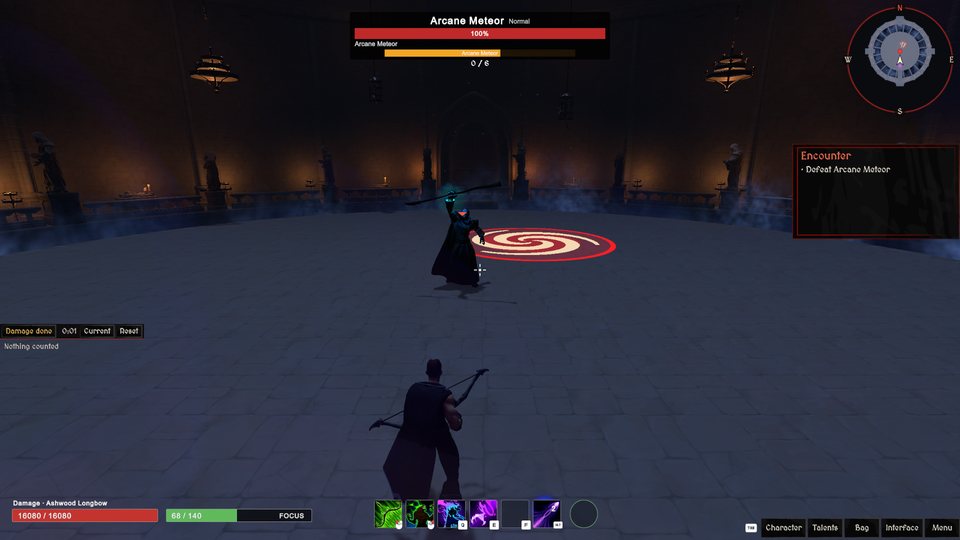 Arcane Meteor Normal
100%
Arcane Meteor
Arcane Meteor
0 / 6
N
W
E
S
Encounter
- Defeat Arcane Meteor
Damage done 0:01 Current Reset
Nothing counted
Damage - Ashwood Longbow
16080 / 16080
68 / 140 FOCUS
Q E F
Character Talents Bag Interface Menu